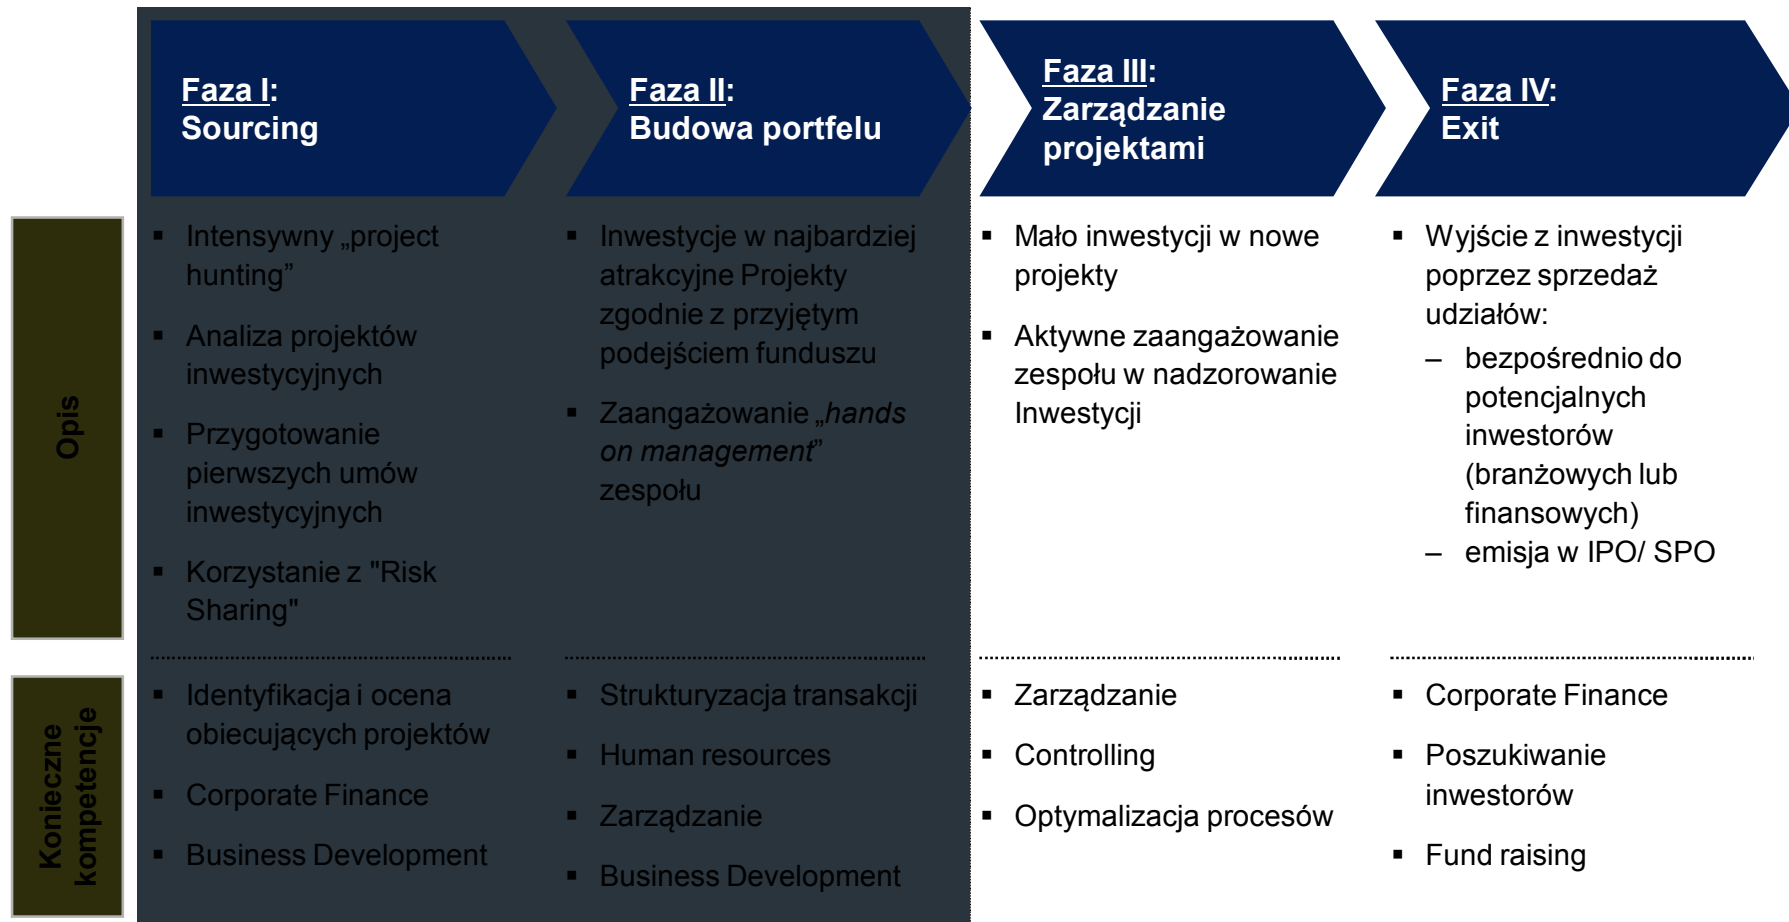 Faza I:
Sourcing
Faza II:
Budowa portfelu
Faza III:
Zarządzanie
projektami
Faza IV:
Exit
Opis
▪ Intensywny „project
hunting”
▪ Analiza projektów
inwestycyjnych
▪ Przygotowanie
pierwszych umów
inwestycyjnych
▪ Korzystanie z "Risk
Sharing"
▪ Inwestycje w najbardziej
atrakcyjne Projekty
zgodnie z przyjętym
podejściem funduszu
▪ Zaangażowanie „hands
on management”
zespołu
▪ Mało inwestycji w nowe
projekty
▪ Aktywne zaangażowanie
zespołu w nadzorowanie
Inwestycji
▪ Wyjście z inwestycji
poprzez sprzedaż
udziałów:
– bezpośrednio do
potencjalnych
inwestorów
(branżowych lub
finansowych)
– emisja w IPO/ SPO
Konieczne
kompetencje
▪ Identyfikacja i ocena
obiecujących projektów
▪ Corporate Finance
▪ Business Development
▪ Strukturyzacja transakcji
▪ Human resources
▪ Zarządzanie
▪ Business Development
▪ Zarządzanie
▪ Controlling
▪ Optymalizacja procesów
▪ Corporate Finance
▪ Poszukiwanie
inwestorów
▪ Fund raising